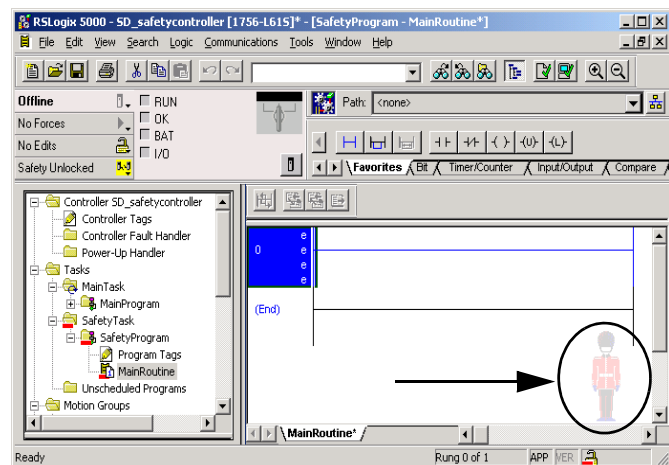 RSLogix 5000 - SD_safetycontroller [1756-L61S]* - [SafetyProgram - MainRoutine*]
File Edit View Search Logic Communications Tools Window Help
Offline
RUN
No Forces
OK
No Edits
BAT
Safety Unlocked
I/O
Path: <none>
Favorites Bit Timer/Counter Input/Output Compare
Controller SD_safetycontroller
Controller Tags
Controller Fault Handler
Power-Up Handler
Tasks
MainTask
MainProgram
SafetyTask
SafetyProgram
Program Tags
MainRoutine
Unscheduled Programs
Motion Groups
e
0 e
e
e
(End)
MainRoutine*
Ready
Rung 0 of 1
APP
VER